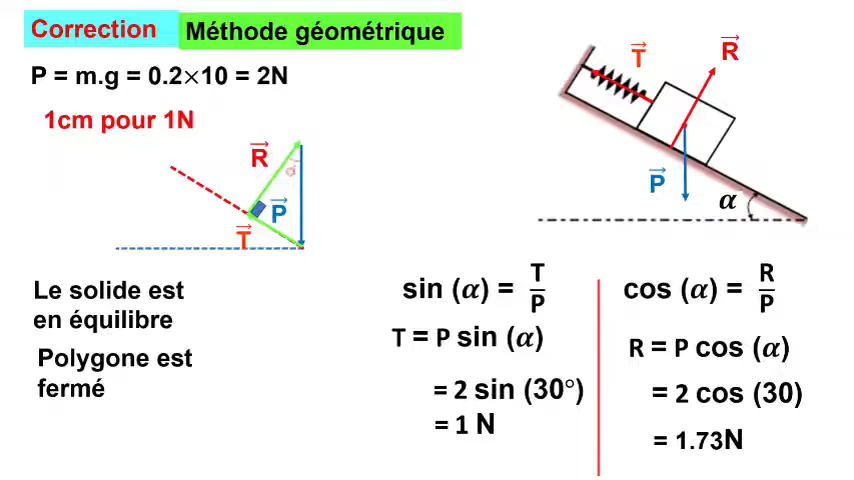 Correction
Méthode géométrique
P = m.g = 0.2×10 = 2N
1cm pour 1N
R
α
P
T
T
R
P
α
Le solide est
en équilibre
Polygone est
fermé
sin (α) = T/P
T = P sin (α)
= 2 sin (30°)
= 1 N
cos (α) = R/P
R = P cos (α)
= 2 cos (30)
= 1.73N